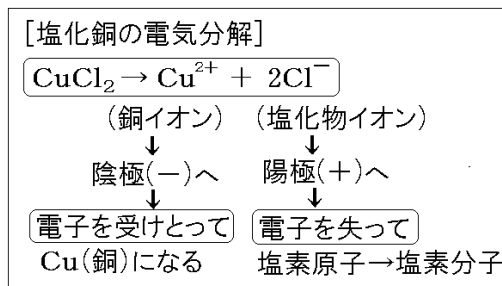 [塩化銅の電気分解]
CuCl₂→Cu²⁺ + 2Cl⁻
(銅イオン) (塩化物イオン)
↓ ↓
陰極(－)へ 陽極(＋)へ
↓ ↓
電子を受けとって 電子を失って
Cu(銅)になる 塩素原子→塩素分子